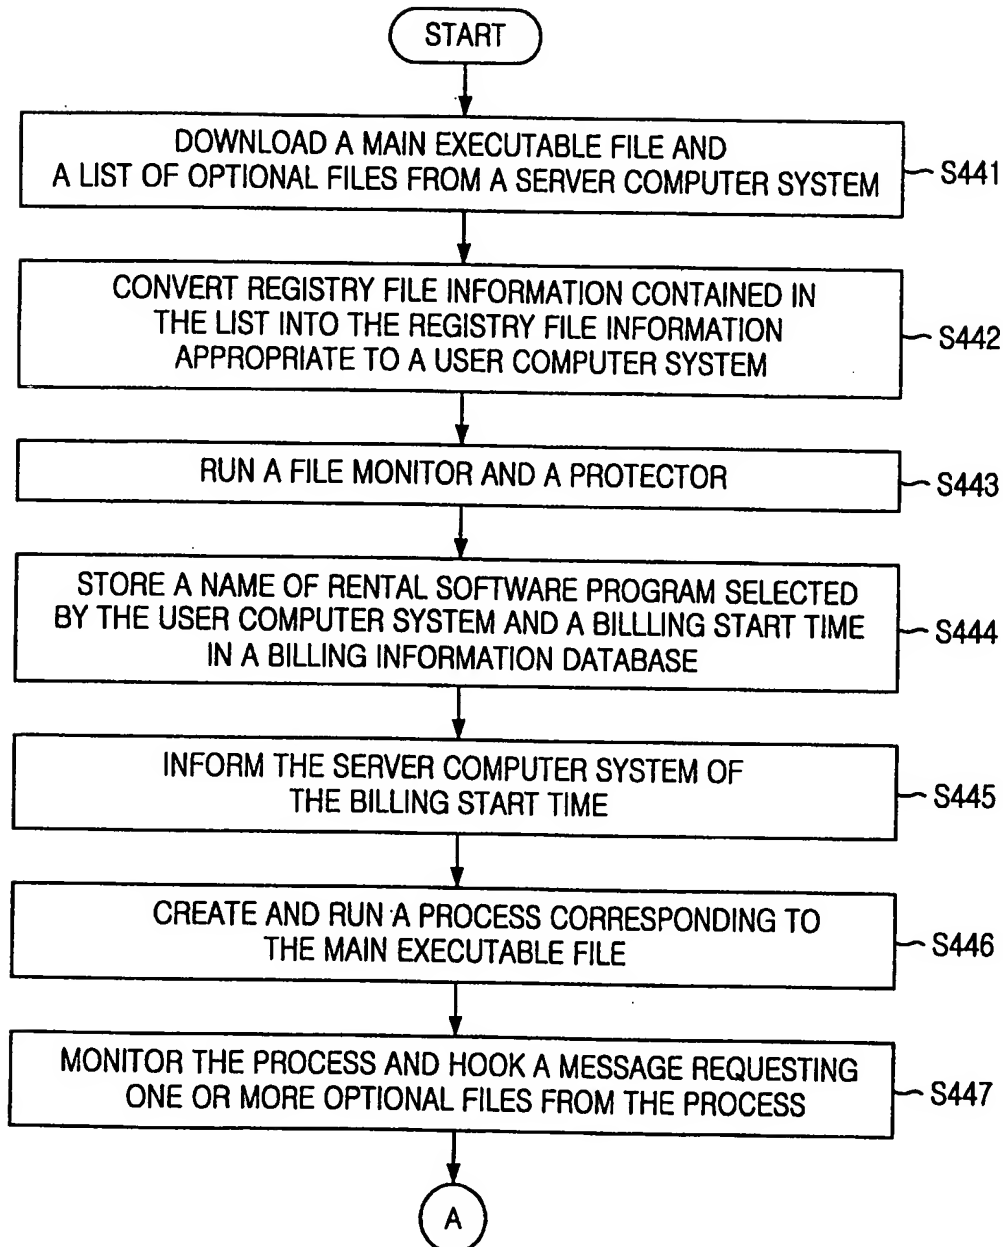 START
DOWNLOAD A MAIN EXECUTABLE FILE AND
A LIST OF OPTIONAL FILES FROM A SERVER COMPUTER SYSTEM
S441
CONVERT REGISTRY FILE INFORMATION CONTAINED IN
THE LIST INTO THE REGISTRY FILE INFORMATION
APPROPRIATE TO A USER COMPUTER SYSTEM
S442
RUN A FILE MONITOR AND A PROTECTOR
S443
STORE A NAME OF RENTAL SOFTWARE PROGRAM SELECTED
BY THE USER COMPUTER SYSTEM AND A BILLLING START TIME
IN A BILLING INFORMATION DATABASE
S444
INFORM THE SERVER COMPUTER SYSTEM OF
THE BILLING START TIME
S445
CREATE AND RUN A PROCESS CORRESPONDING TO
THE MAIN EXECUTABLE FILE
S446
MONITOR THE PROCESS AND HOOK A MESSAGE REQUESTING
ONE OR MORE OPTIONAL FILES FROM THE PROCESS
S447
A